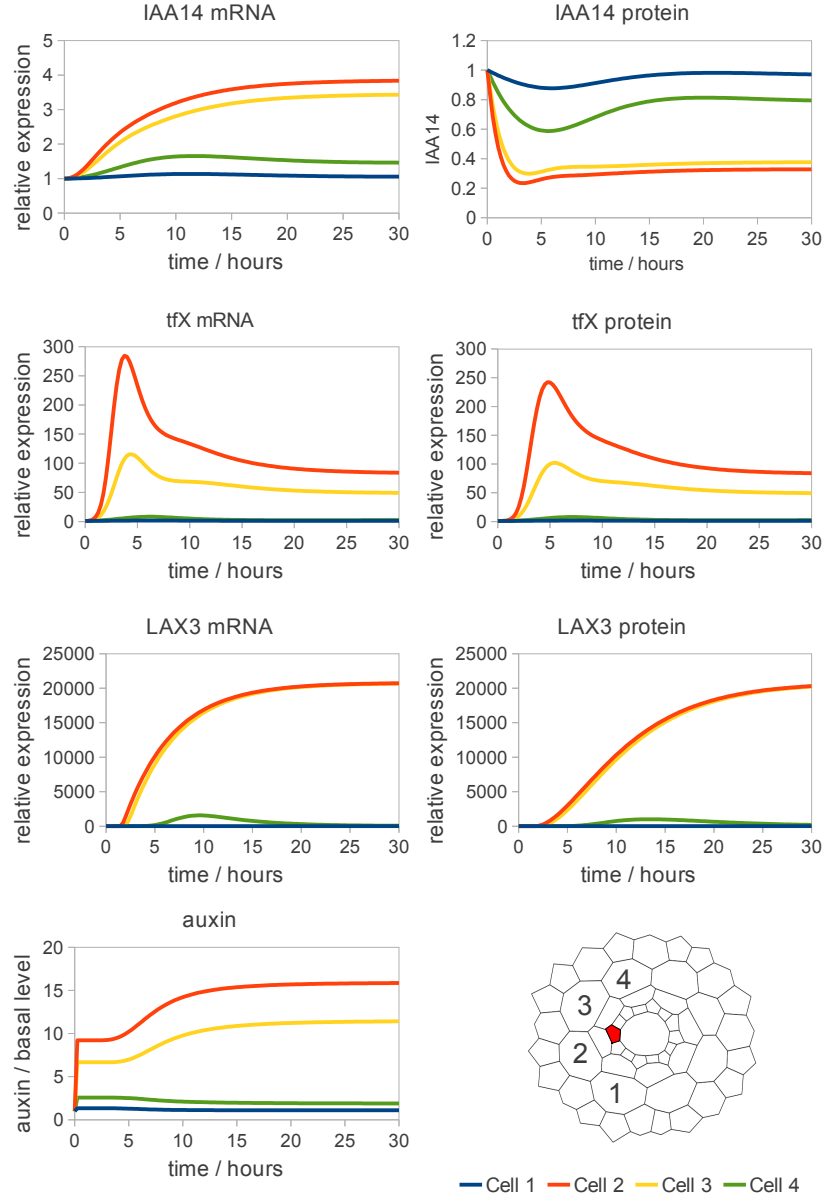 IAA14 mRNA
relative expression
5
4
3
2
1
0
0 5 10 15 20 25 30
time / hours
IAA14 protein
IAA14
1.2
1
0.8
0.6
0.4
0.2
0
0 5 10 15 20 25 30
time / hours
tfX mRNA
relative expression
300
250
200
150
100
50
0
0 5 10 15 20 25 30
time / hours
tfX protein
relative expression
300
250
200
150
100
50
0
0 5 10 15 20 25 30
time / hours
LAX3 mRNA
relative expression
25000
20000
15000
10000
5000
0
0 5 10 15 20 25 30
time / hours
LAX3 protein
relative expression
25000
20000
15000
10000
5000
0
0 5 10 15 20 25 30
time / hours
auxin
auxin / basal level
20
15
10
5
0
0 5 10 15 20 25 30
time / hours
4
3
2
1
Cell 1 Cell 2 Cell 3 Cell 4